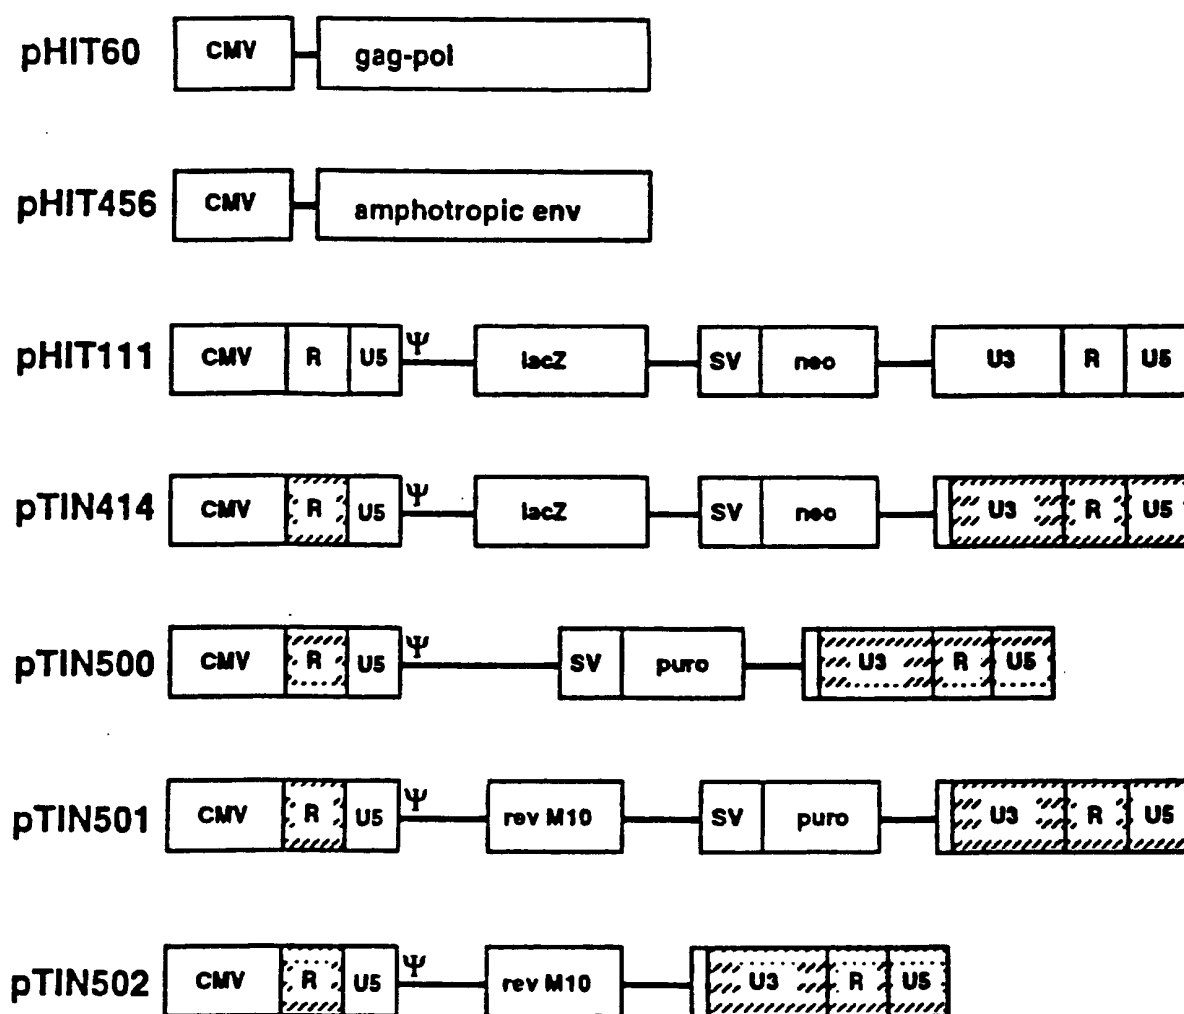 pHIT60 CMV gag-pol
pHIT456 CMV amphotropic env
Ψ
pHIT111 CMV R U5 lacZ SV neo U3 R U5
Ψ
pTIN414 CMV R U5 lacZ SV neo U3 R U5
Ψ
pTIN500 CMV R U5 SV puro U3 R U5
Ψ
pTIN501 CMV R U5 rev M10 SV puro U3 R U5
Ψ
pTIN502 CMV R U5 rev M10 U3 R U5